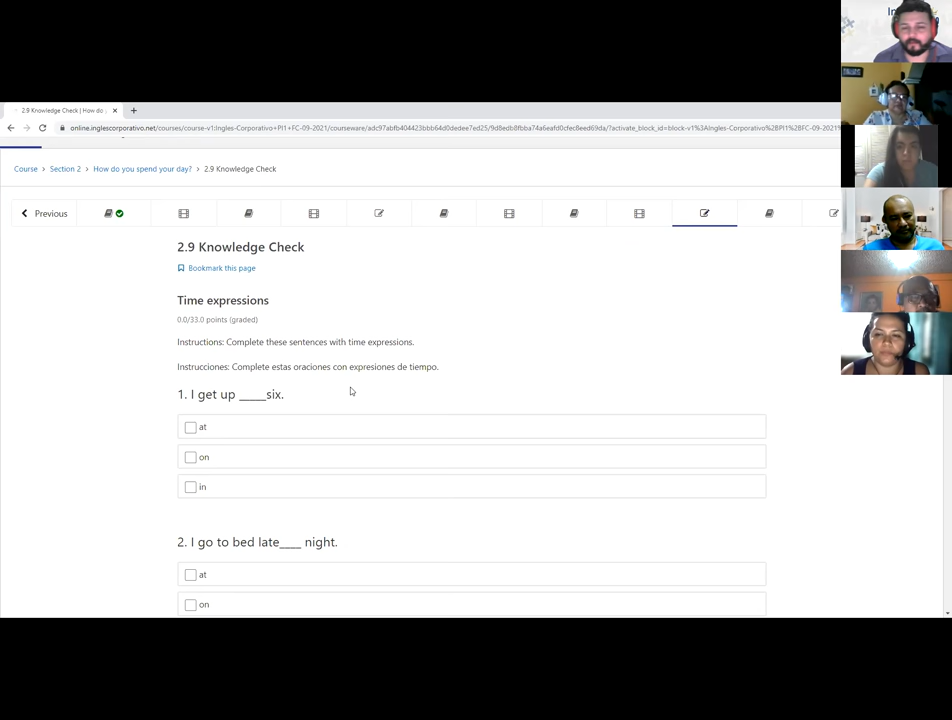 2.9 Knowledge Check | How do
online.inglescorporativo.net/courses/course-v1:Ingles-Corporativo+PI1+FC-09-2021/courseware/adc97abfb404423bbb64d0dedee7ed25/9d8edb8fbba74a6eafd0cfec8eed69da/?activate_block_id=block-v1%3AIngles-Corporativo%2BPI1%2BFC-09-2021%
Course > Section 2 > How do you spend your day? > 2.9 Knowledge Check
Previous
2.9 Knowledge Check
Bookmark this page
Time expressions
0.0/33.0 points (graded)
Instructions: Complete these sentences with time expressions.
Instrucciones: Complete estas oraciones con expresiones de tiempo.
1. I get up _____six.
at
on
in
2. I go to bed late____ night.
at
on